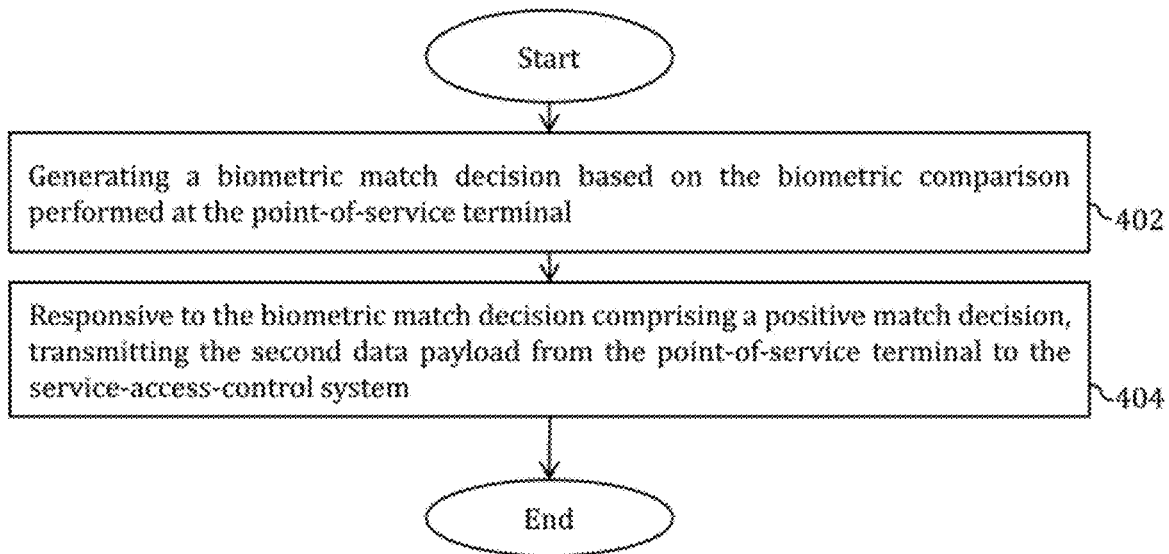 Start
Generating a biometric match decision based on the biometric comparison
performed at the point-of-service terminal
402
Responsive to the biometric match decision comprising a positive match decision,
transmitting the second data payload from the point-of-service terminal to the
service-access-control system
404
End